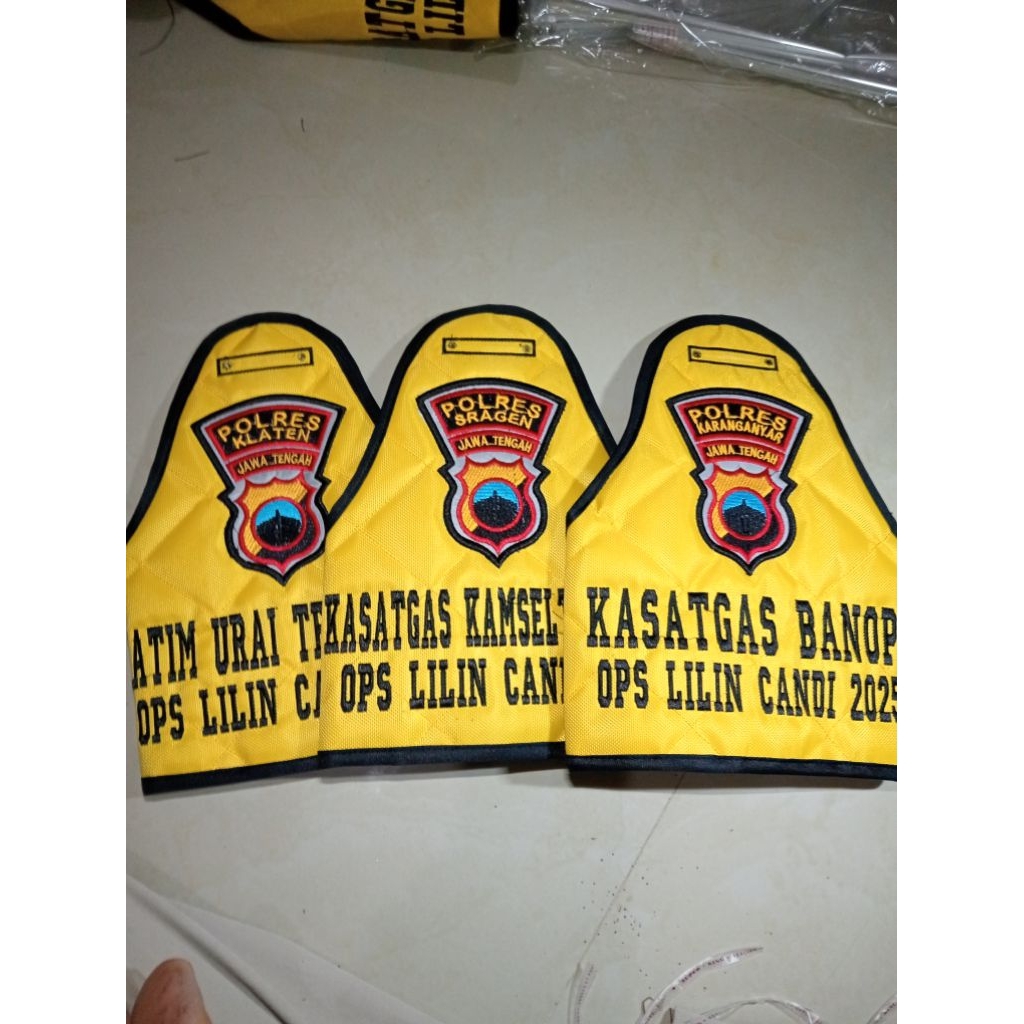 POLRES
KLATEN
JAWA TENGAH
ATIM URAI
OPS LILIN
POLRES
SRAGEN
JAWA TENGAH
KASATGAS KAMSEL
OPS LILIN CAN
POLRES
KARANGANYAR
JAWA TENGAH
KASATGAS BANOP
OPS LILIN CANDI 2025